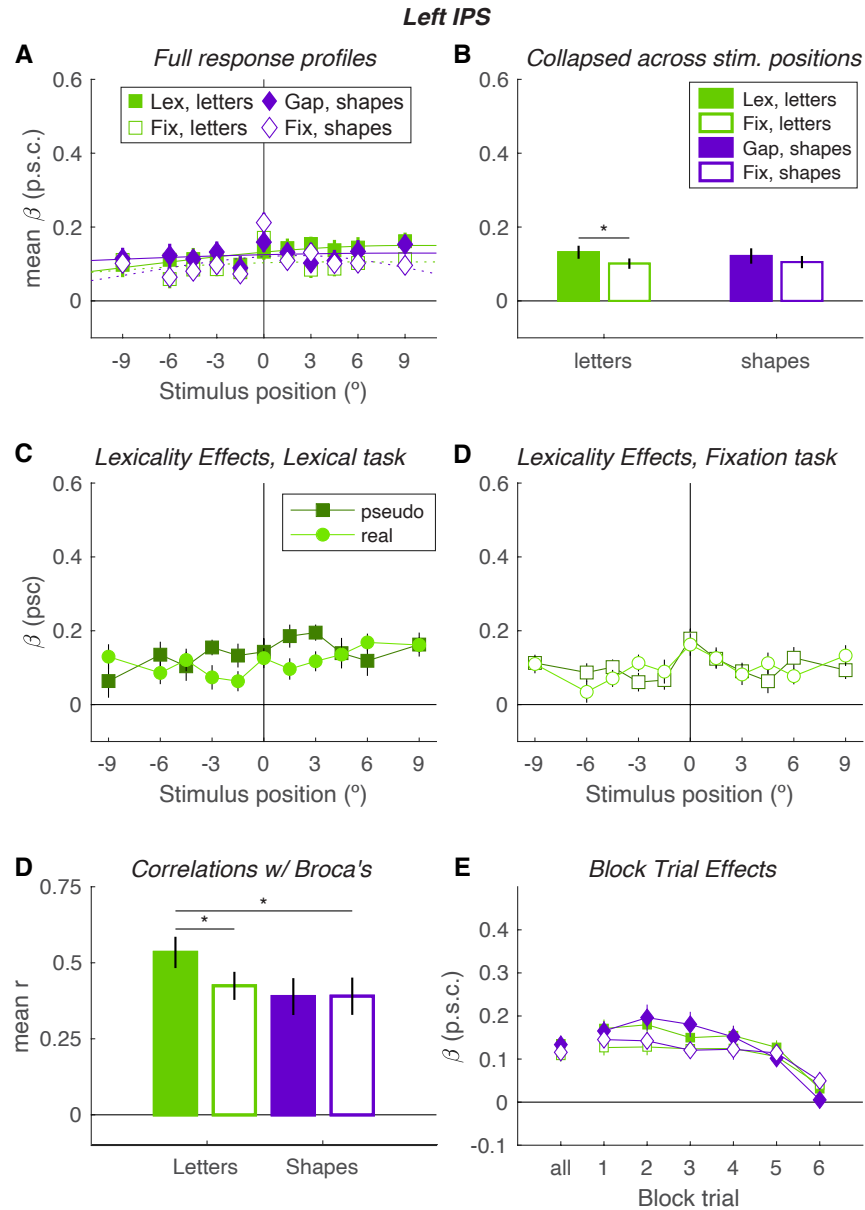 Left IPS
A Full response profiles
0.6
0.4
0.2
0
mean β (p.s.c.)
Lex, letters Gap, shapes
Fix, letters Fix, shapes
-9 -6 -3 0 3 6 9
Stimulus position (º)
B Collapsed across stim. positions
0.6
0.4
0.2
0
Lex, letters
Fix, letters
Gap, shapes
Fix, shapes
*
letters shapes
C Lexicality Effects, Lexical task
0.6
0.4
0.2
0
β (psc)
pseudo
real
-9 -6 -3 0 3 6 9
Stimulus position (º)
D Lexicality Effects, Fixation task
0.6
0.4
0.2
0
-9 -6 -3 0 3 6 9
Stimulus position (º)
D Correlations w/ Broca's
0.75
0.5
0.25
0
mean r
*
*
Letters Shapes
E Block Trial Effects
0.4
0.3
0.2
0.1
0
-0.1
β (p.s.c.)
all 1 2 3 4 5 6
Block trial